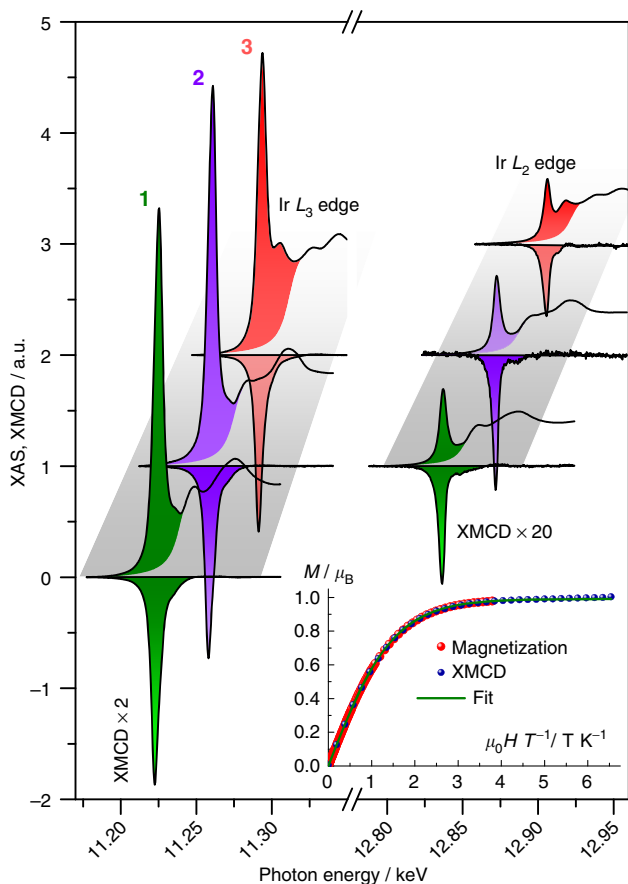 5
4
3
2
1
0
−1
−2
XAS, XMCD / a.u.
1
2
3
Ir L3 edge
Ir L2 edge
XMCD × 2
XMCD × 20
M / μB
1.0
0.8
0.6
0.4
0.2
0.0
Magnetization
XMCD
Fit
μ0H T−1/ T K−1
0 1 2 3 4 5 6
11.20 11.25 11.30 12.80 12.85 12.90 12.95
Photon energy / keV